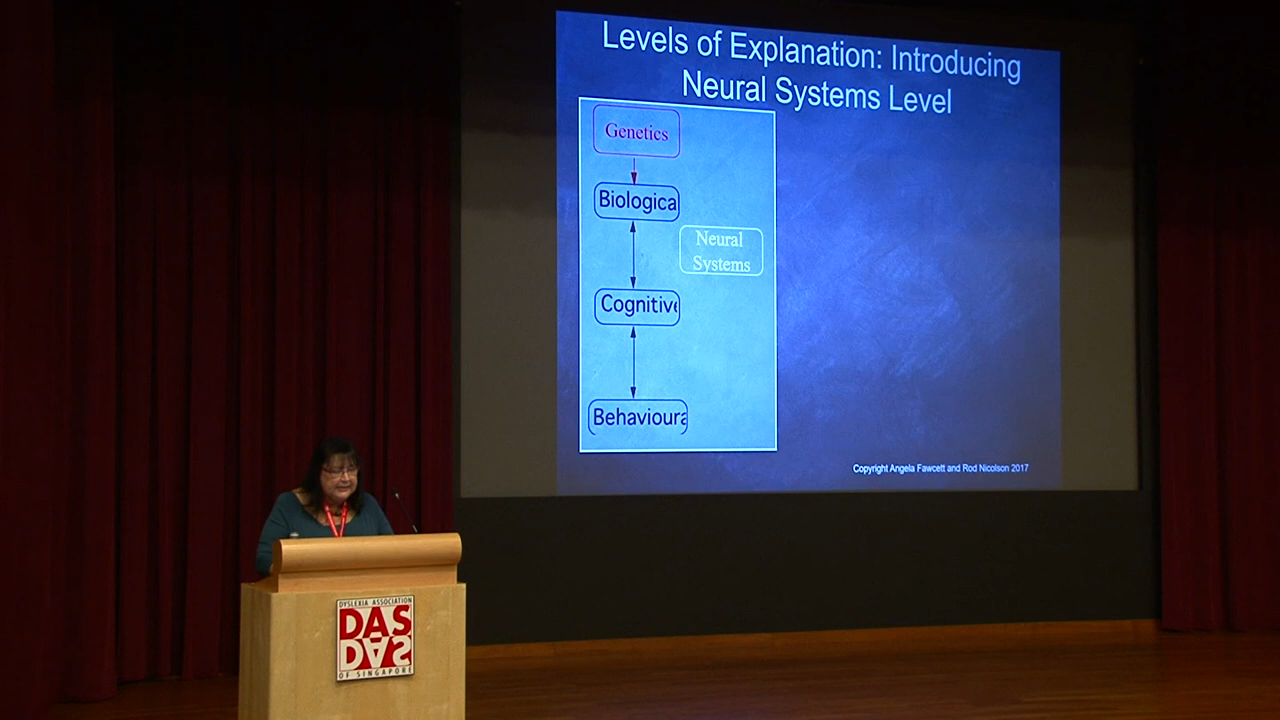 Levels of Explanation: Introducing
Neural Systems Level
Genetics
Biologica
Neural
Systems
Cognitive
Behavioura
Copyright Angela Fawcett and Rod Nicolson 2017
DYSLEXIA ASSOCIATION
DAS
DAS
OF SINGAPORE